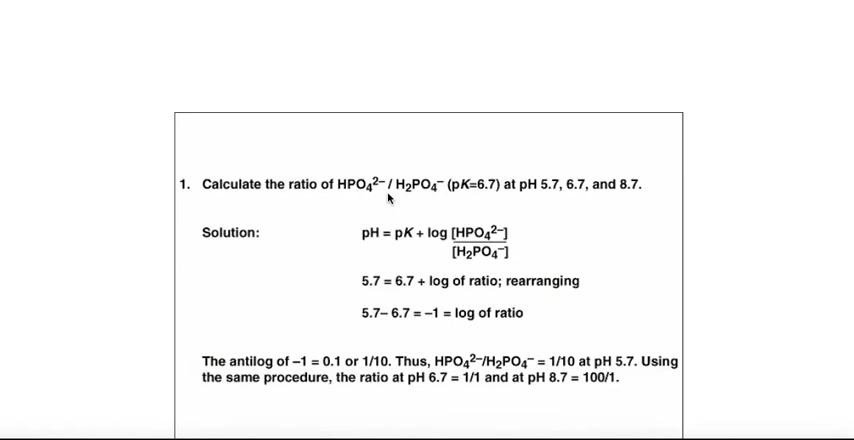 1. Calculate the ratio of HPO₄²⁻ / H₂PO₄⁻ (pK=6.7) at pH 5.7, 6.7, and 8.7.
Solution: pH = pK + log [HPO₄²⁻]
[H₂PO₄⁻]
5.7 = 6.7 + log of ratio; rearranging
5.7– 6.7 = –1 = log of ratio
The antilog of –1 = 0.1 or 1/10. Thus, HPO₄²⁻/H₂PO₄⁻ = 1/10 at pH 5.7. Using
the same procedure, the ratio at pH 6.7 = 1/1 and at pH 8.7 = 100/1.